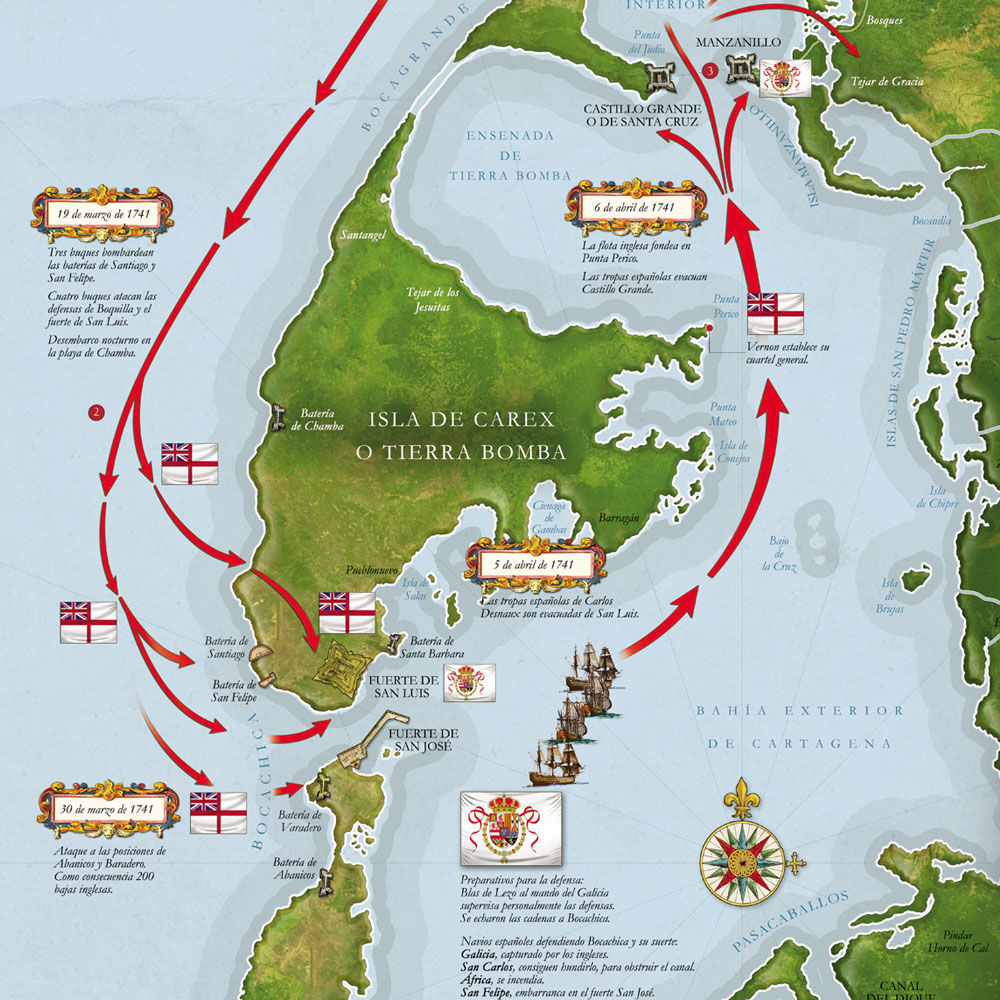 INTERIOR
Bosques
BOCAGRANDE
Punta
del Judío
MANZANILLO
3
Tejar de Gracia
CASTILLO GRANDE
O DE SANTA CRUZ
ISLA MANZANILLO
ENSENADA
DE
TIERRA BOMBA
19 de marzo de 1741
Tres buques bombardean
las baterías de Santiago y
San Felipe.
Cuatro buques atacan las
defensas de Boquilla y el
fuerte de San Luis.
Desembarco nocturno en
la playa de Chamba.
6 de abril de 1741
La flota inglesa fondea en
Punta Perico.
Las tropas españolas evacuan
Castillo Grande.
Santangel
Bocandia
Tejar de los
Jesuitas
Punta
Perico
Vernon establece su
cuartel general.
ISLAS DE SAN PEDRO MÁRTIR
2
Batería
de Chamba
ISLA DE CAREX
O TIERRA BOMBA
Punta
Mateo
Isla de
Conejos
Isla
de Chipre
Cienaga
de
Gambas
Barragán
Bajo
de
la Cruz
5 de abril de 1741
Las tropas españolas de Carlos
Desnaux son evacuadas de San Luis.
Pueblonuevo
Isla de
Salas
Isla
de
Brujas
Batería de
Santiago
Batería de
Santa Barbara
Batería de
San Felipe
FUERTE DE
SAN LUIS
FUERTE DE
SAN JOSÉ
BAHÍA EXTERIOR
DE CARTAGENA
BOCACHICA
30 de marzo de 1741
Ataque a las posiciones de
Abanicos y Baradero.
Como consecuencia 200
bajas inglesas.
Batería de
Varadero
Batería de
Abanicos
Preparativos para la defensa:
Blas de Lezo al mando del Galicia
supervisa personalmente las defensas.
Se echaron las cadenas a Bocachica.
Navios españoles defendiendo Bocachica y su suerte:
Galicia, capturado por los ingleses.
San Carlos, consiguen hundirlo, para obstruir el canal.
África, se incendia.
San Felipe, embarranca en el fuerte San José.
PASACABALLOS
Pindar
Horno de Cal
CANAL
DEL DIQUE